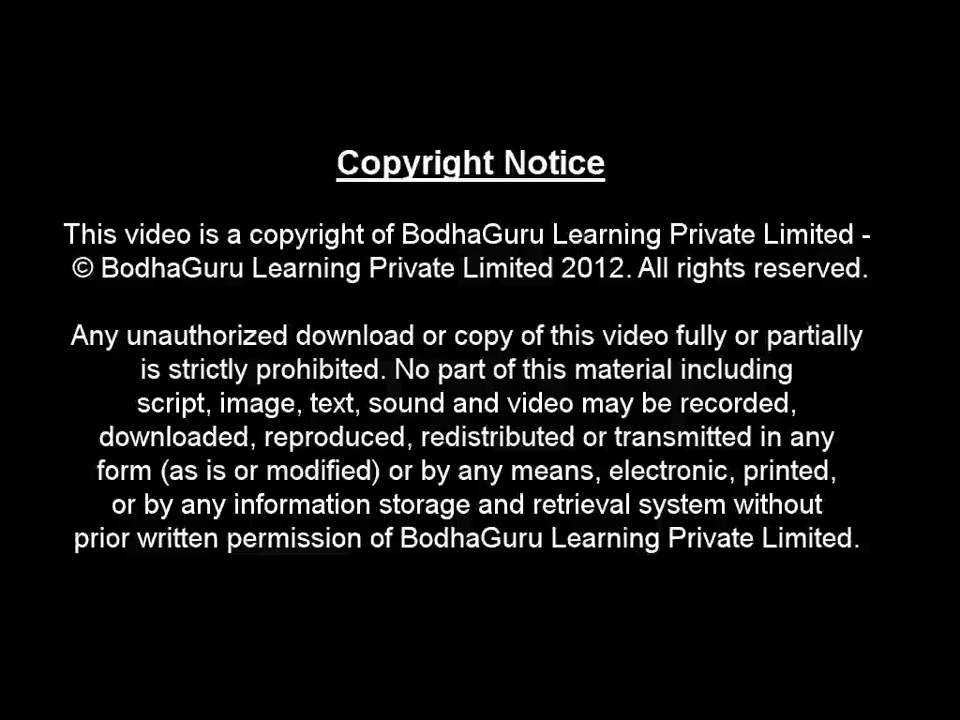 Copyright Notice
This video is a copyright of BodhaGuru Learning Private Limited -
© BodhaGuru Learning Private Limited 2012. All rights reserved.
Any unauthorized download or copy of this video fully or partially
is strictly prohibited. No part of this material including
script, image, text, sound and video may be recorded,
downloaded, reproduced, redistributed or transmitted in any
form (as is or modified) or by any means, electronic, printed,
or by any information storage and retrieval system without
prior written permission of BodhaGuru Learning Private Limited.